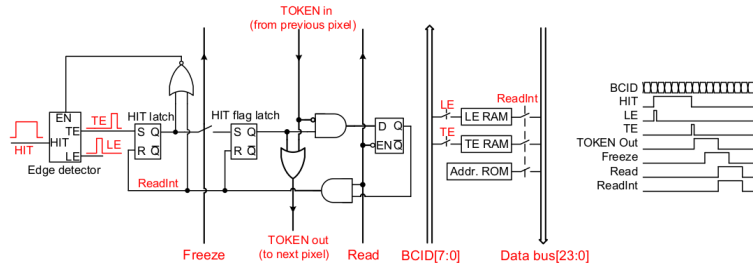 TOKEN in
(from previous pixel)
EN
TE
HIT
LE
Edge detector
HIT
TE
LE
HIT latch
S Q
R Q̅
ReadInt
Freeze
HIT flag latch
S Q
R Q̅
TOKEN out
(to next pixel)
Read
D Q
EN Q̅
BCID[7:0]
LE
LE RAM
TE
TE RAM
Addr. ROM
ReadInt
Data bus[23:0]
BCID
HIT
LE
TE
TOKEN Out
Freeze
Read
ReadInt